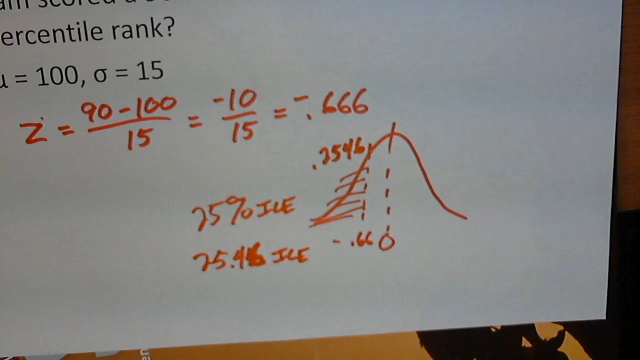 ercentile rank?
μ = 100, σ = 15
Z = 90-100/15 = -10/15 = -.666
.2546
25%ILE
-.66 0
25.46 ILE